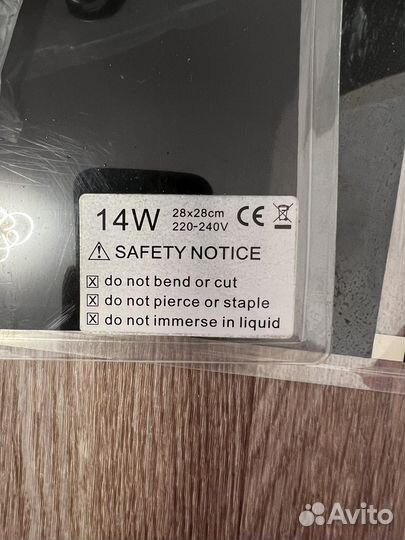 14W
28x28cm
220-240V
CE
⚠ SAFETY NOTICE
☒ do not bend or cut
☒ do not pierce or staple
☒ do not immerse in liquid
Avito